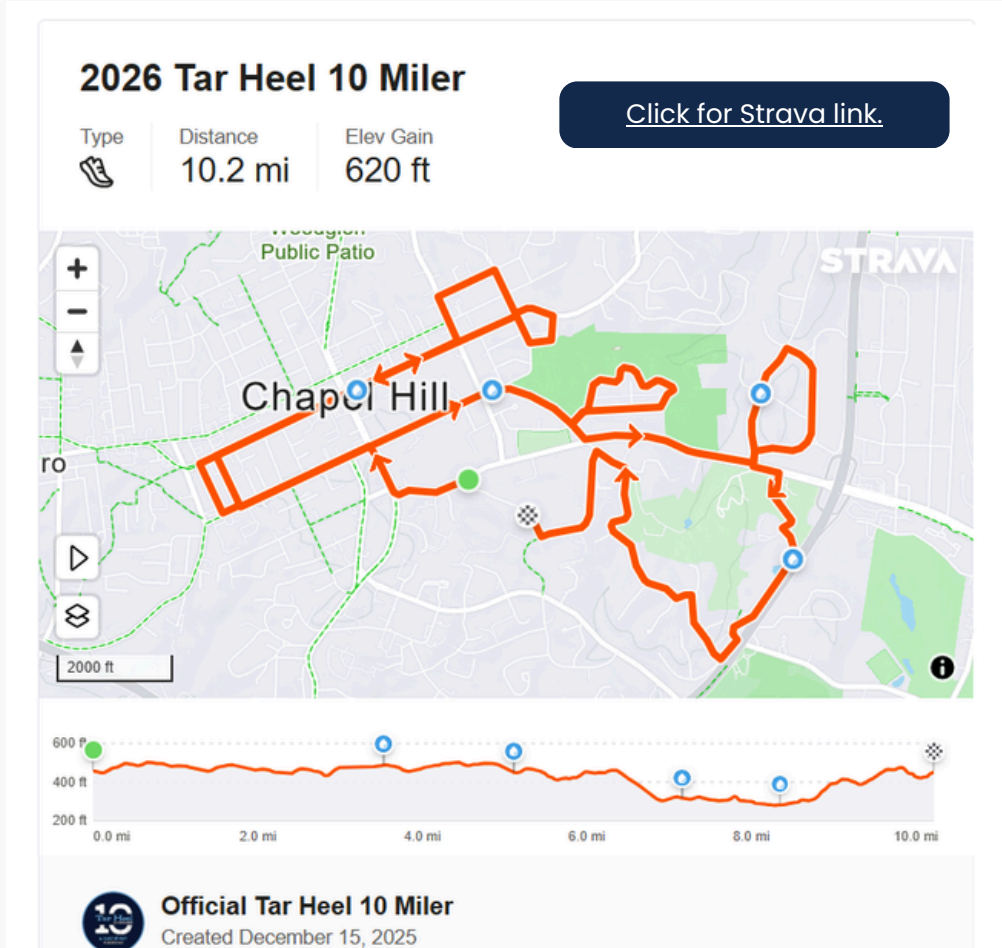 2026 Tar Heel 10 Miler
Click for Strava link.
Type Distance Elev Gain
10.2 mi 620 ft
Public Patio
STRAVA
Chapel Hill
ro
2000 ft
600 ft
400 ft
200 ft
0.0 mi 2.0 mi 4.0 mi 6.0 mi 8.0 mi 10.0 mi
10
Tar Heel
Official Tar Heel 10 Miler
Created December 15, 2025